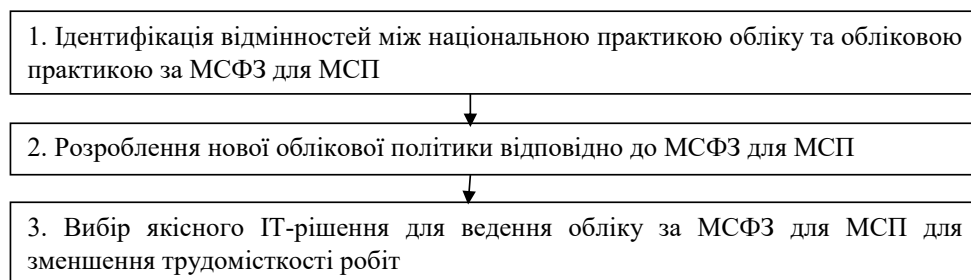 1. Ідентифікація відмінностей між національною практикою обліку та обліковою
практикою за МСФЗ для МСП
2. Розроблення нової облікової політики відповідно до МСФЗ для МСП
3. Вибір якісного ІТ-рішення для ведення обліку за МСФЗ для МСП для
зменшення трудомісткості робіт